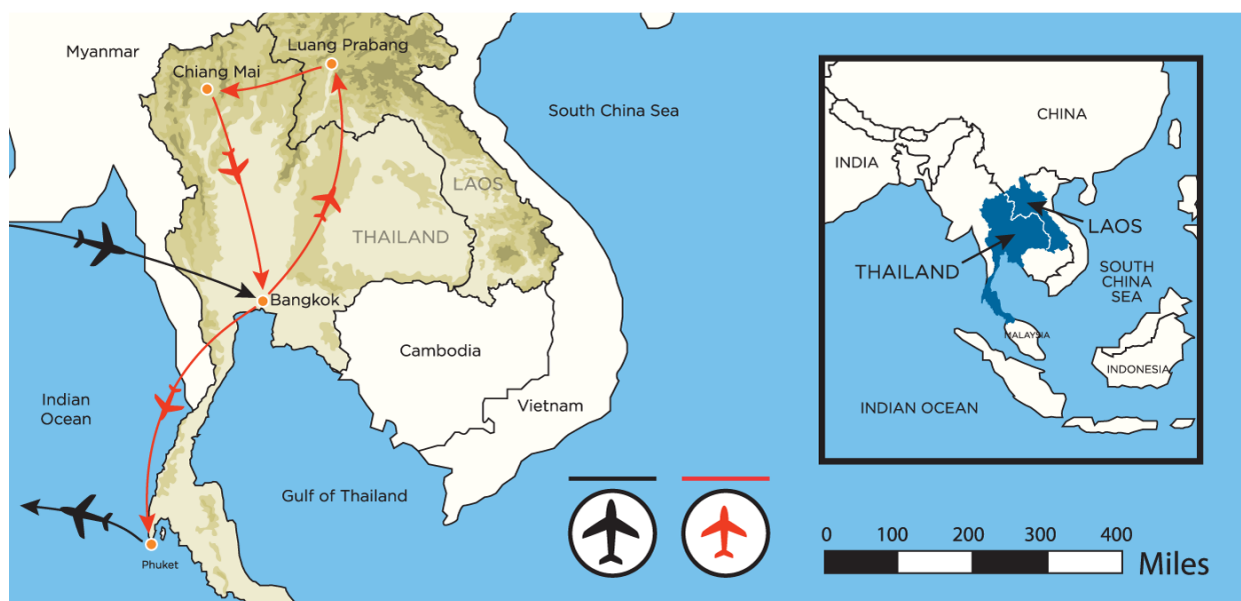 Myanmar
Luang Prabang
Chiang Mai
South China Sea
LAOS
THAILAND
Bangkok
Cambodia
Indian
Ocean
Vietnam
Gulf of Thailand
Phuket
CHINA
INDIA
LAOS
THAILAND
SOUTH
CHINA
SEA
MALAYSIA
INDONESIA
INDIAN OCEAN
0 100 200 300 400
Miles